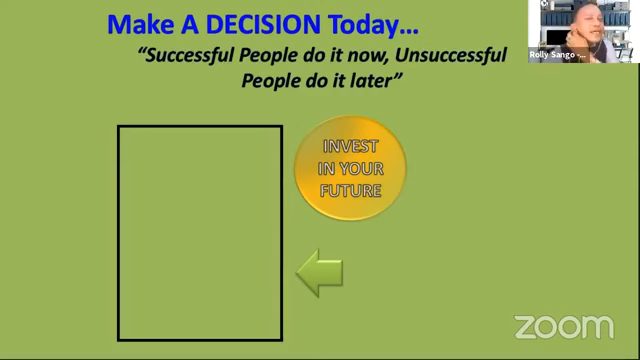 Make A DECISION Today...
“Successful People do it now, Unsuccessful
People do it later”
Rolly Sango -...
INVEST
IN YOUR
FUTURE
zoom